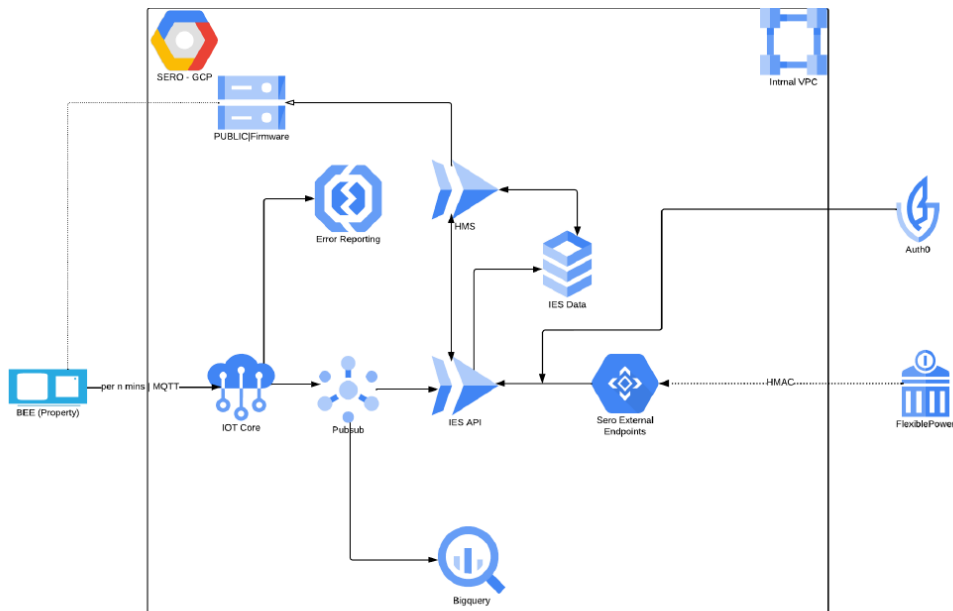 SERO - GCP
Intrnal VPC
PUBLIC|Firmware
Error Reporting
HMS
Auth0
IES Data
per n mins | MQTT
HMAC
BEE (Property)
IOT Core
Pubsub
IES API
Sero External
Endpoints
FlexiblePower
Bigquery